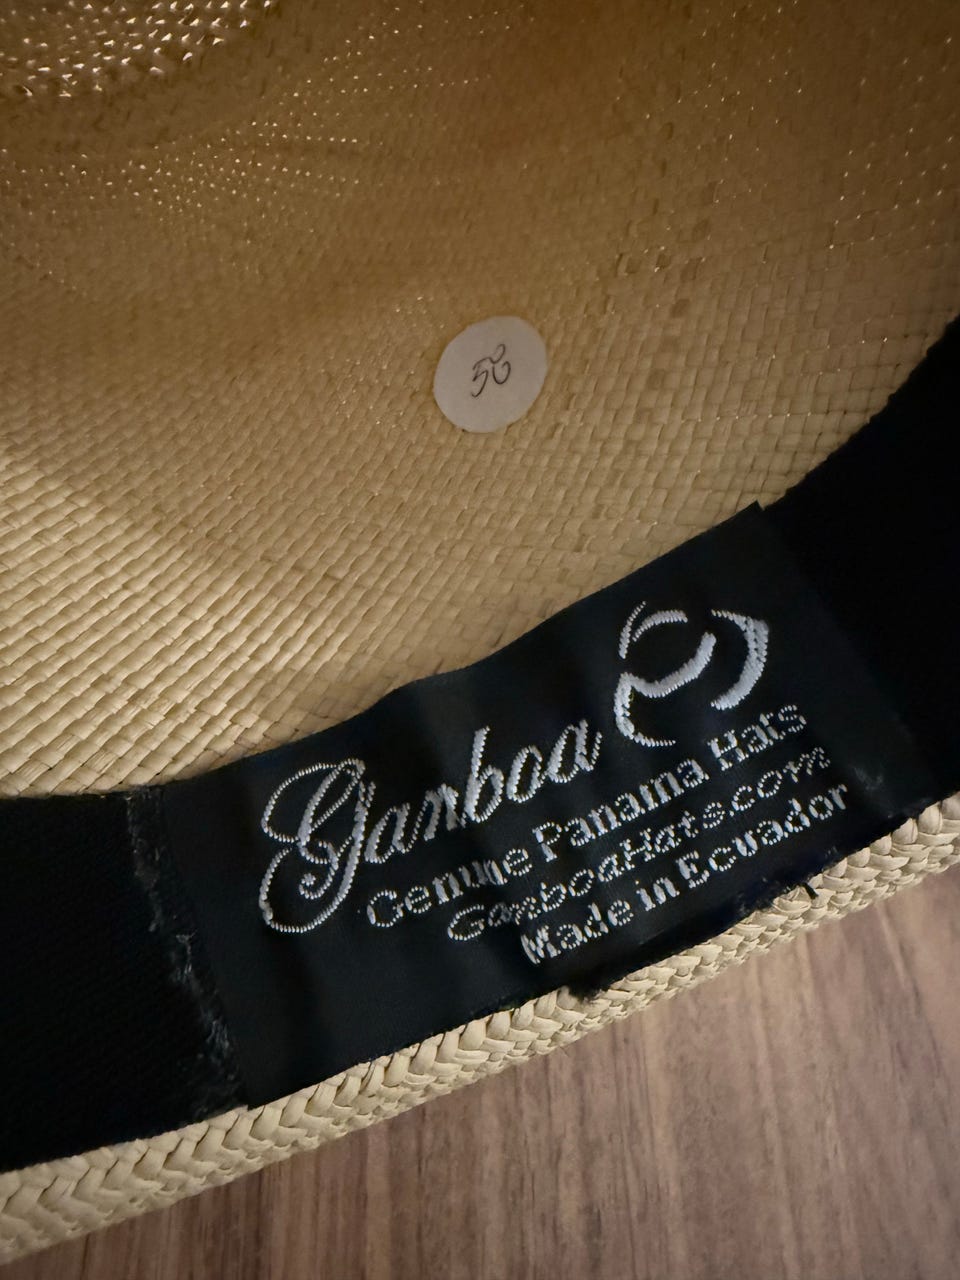 Gamboa
Genuine Panama Hats
GamboaHats.com
Made in Ecuador